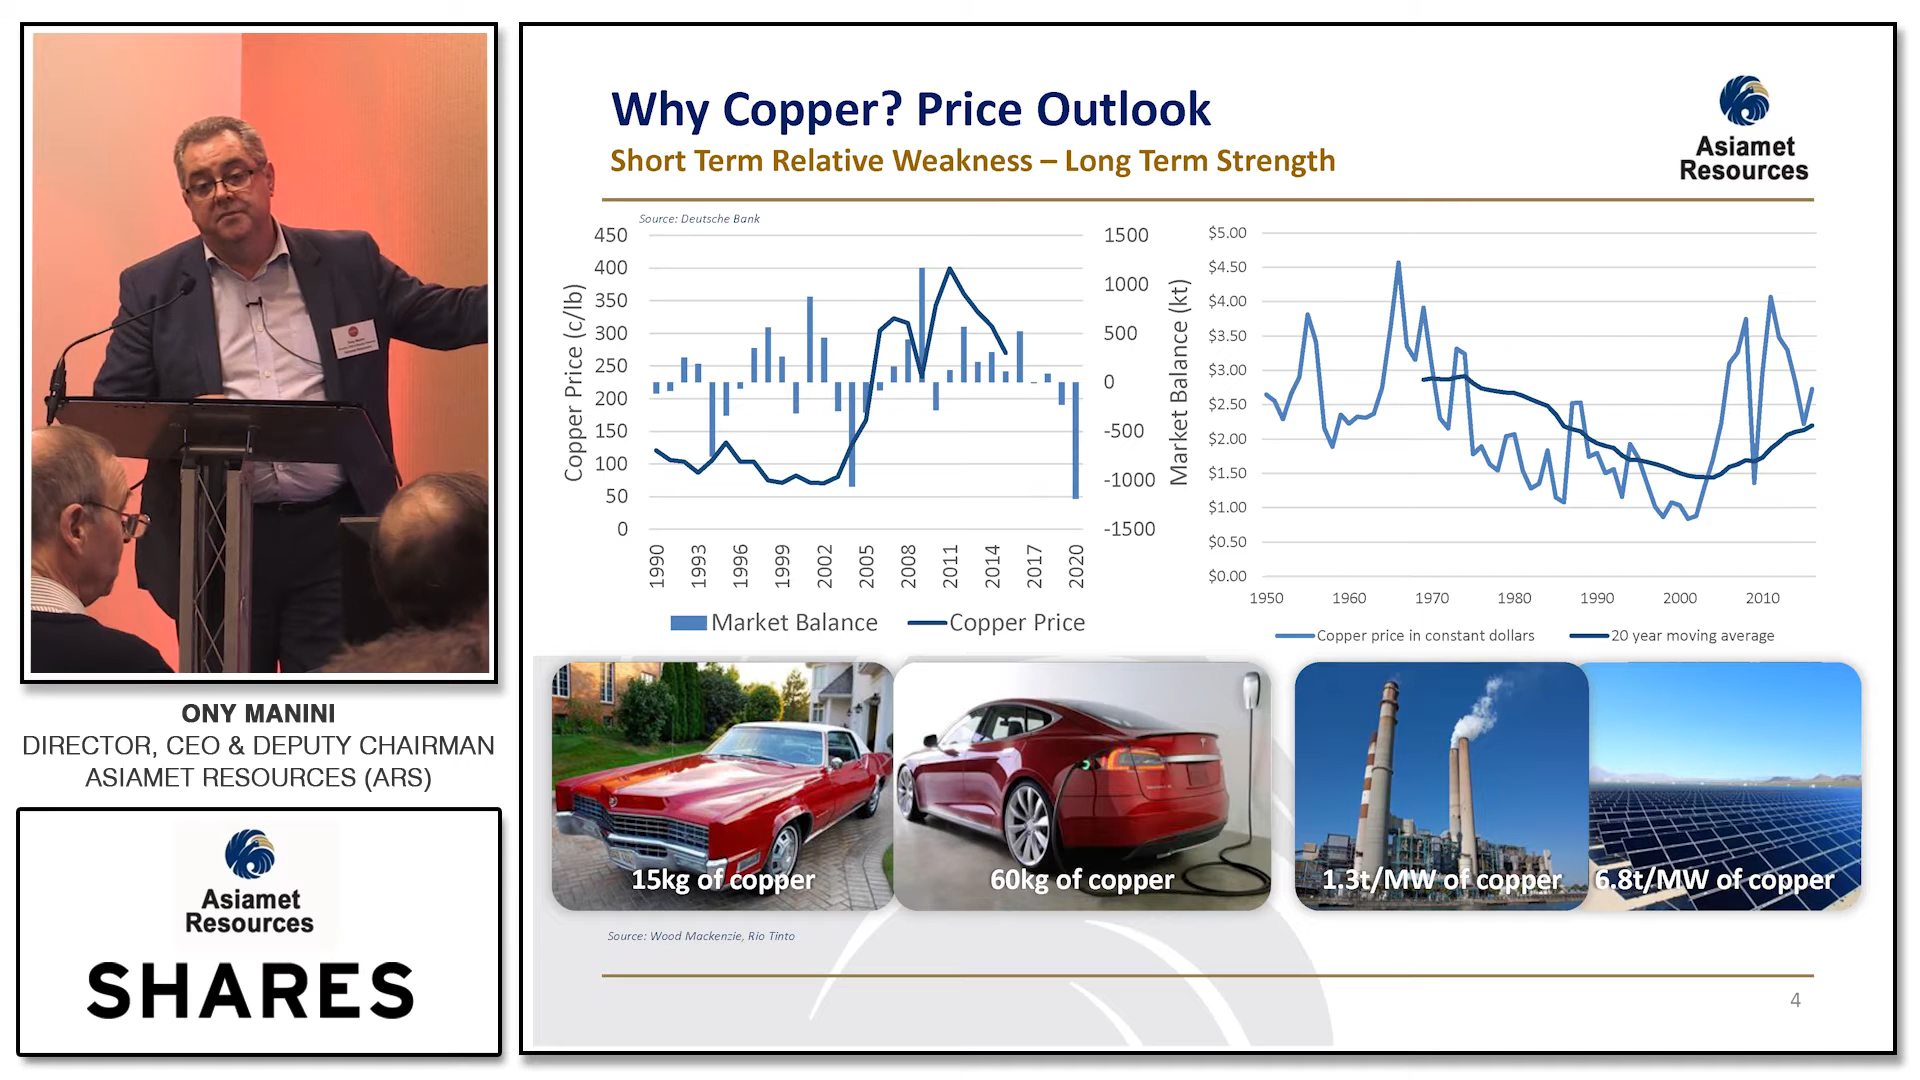 ONY MANINI
DIRECTOR, CEO & DEPUTY CHAIRMAN
ASIAMET RESOURCES (ARS)
Asiamet
Resources
SHARES
Why Copper? Price Outlook
Short Term Relative Weakness – Long Term Strength
Asiamet
Resources
Source: Deutsche Bank
Copper Price (c/lb)
450
400
350
300
250
200
150
100
50
0
1500
1000
500
0
-500
-1000
-1500
Market Balance (kt)
1990
1993
1996
1999
2002
2005
2008
2011
2014
2017
2020
Market Balance
Copper Price
$5.00
$4.50
$4.00
$3.50
$3.00
$2.50
$2.00
$1.50
$1.00
$0.50
$0.00
1950
1960
1970
1980
1990
2000
2010
Copper price in constant dollars
20 year moving average
15kg of copper
60kg of copper
1.3t/MW of copper
6.8t/MW of copper
Source: Wood Mackenzie, Rio Tinto
4